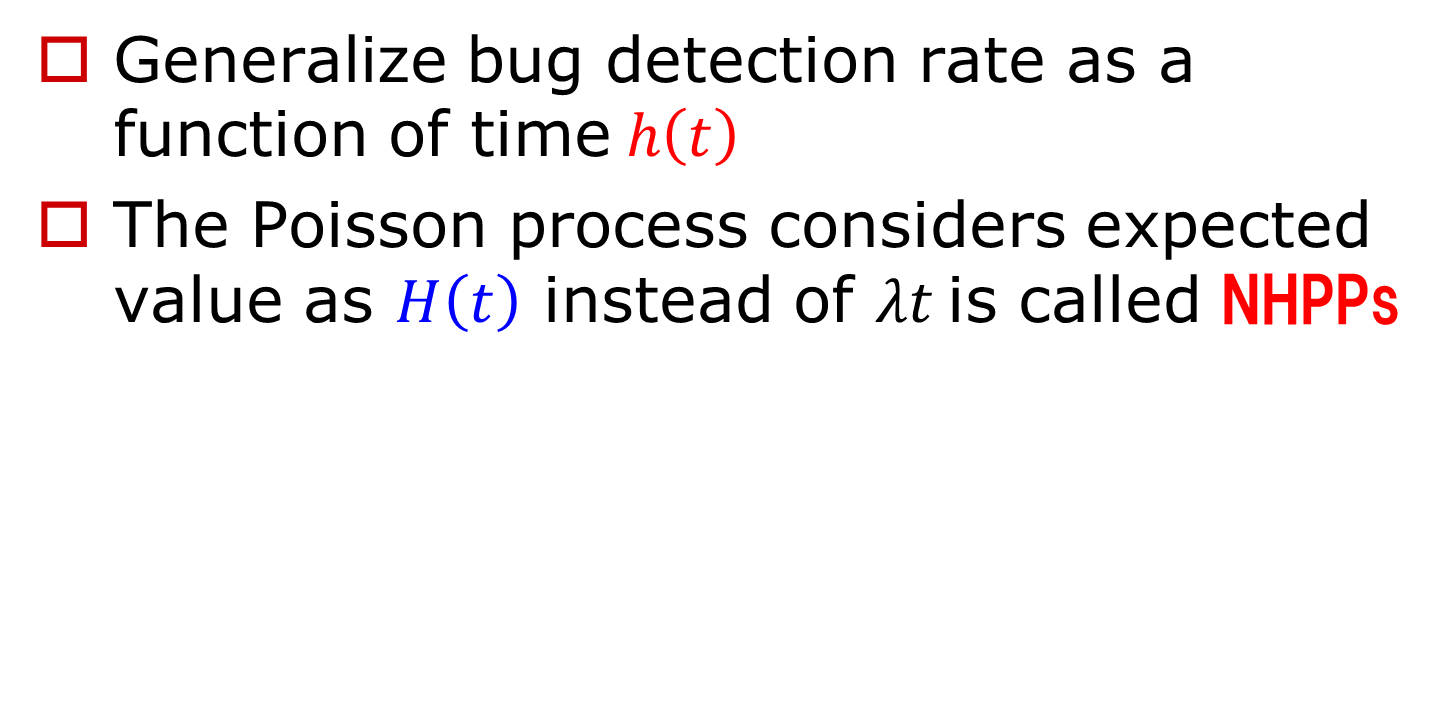 Generalize bug detection rate as a
function of time h(t)
The Poisson process considers expected
value as H(t) instead of λt is called NHPPs